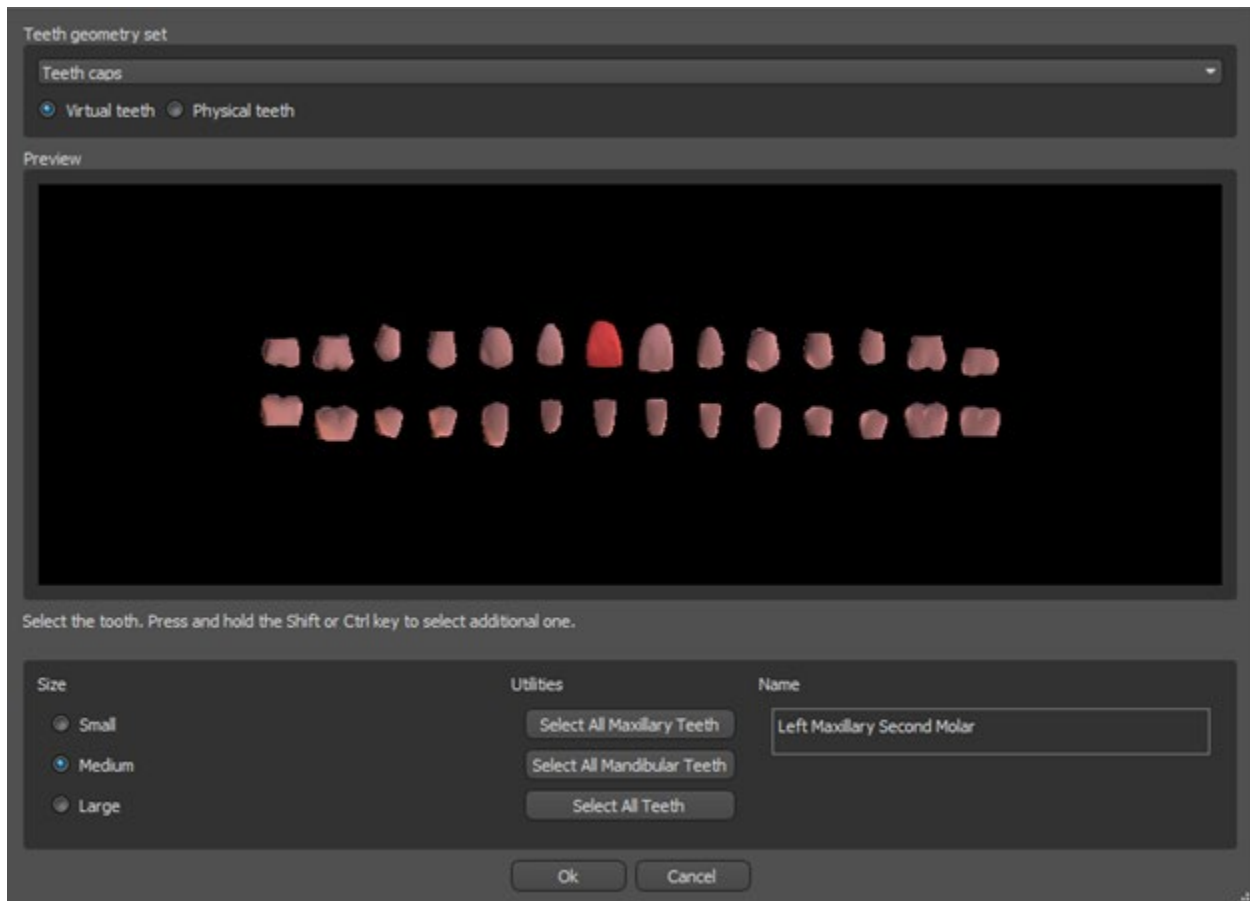 Teeth geometry set
Teeth caps
Virtual teeth Physical teeth
Preview
Select the tooth. Press and hold the Shift or Ctrl key to select additional one.
Size Utilities Name
Small Select All Maxillary Teeth Left Maxillary Second Molar
Medium Select All Mandibular Teeth
Large Select All Teeth
Ok Cancel